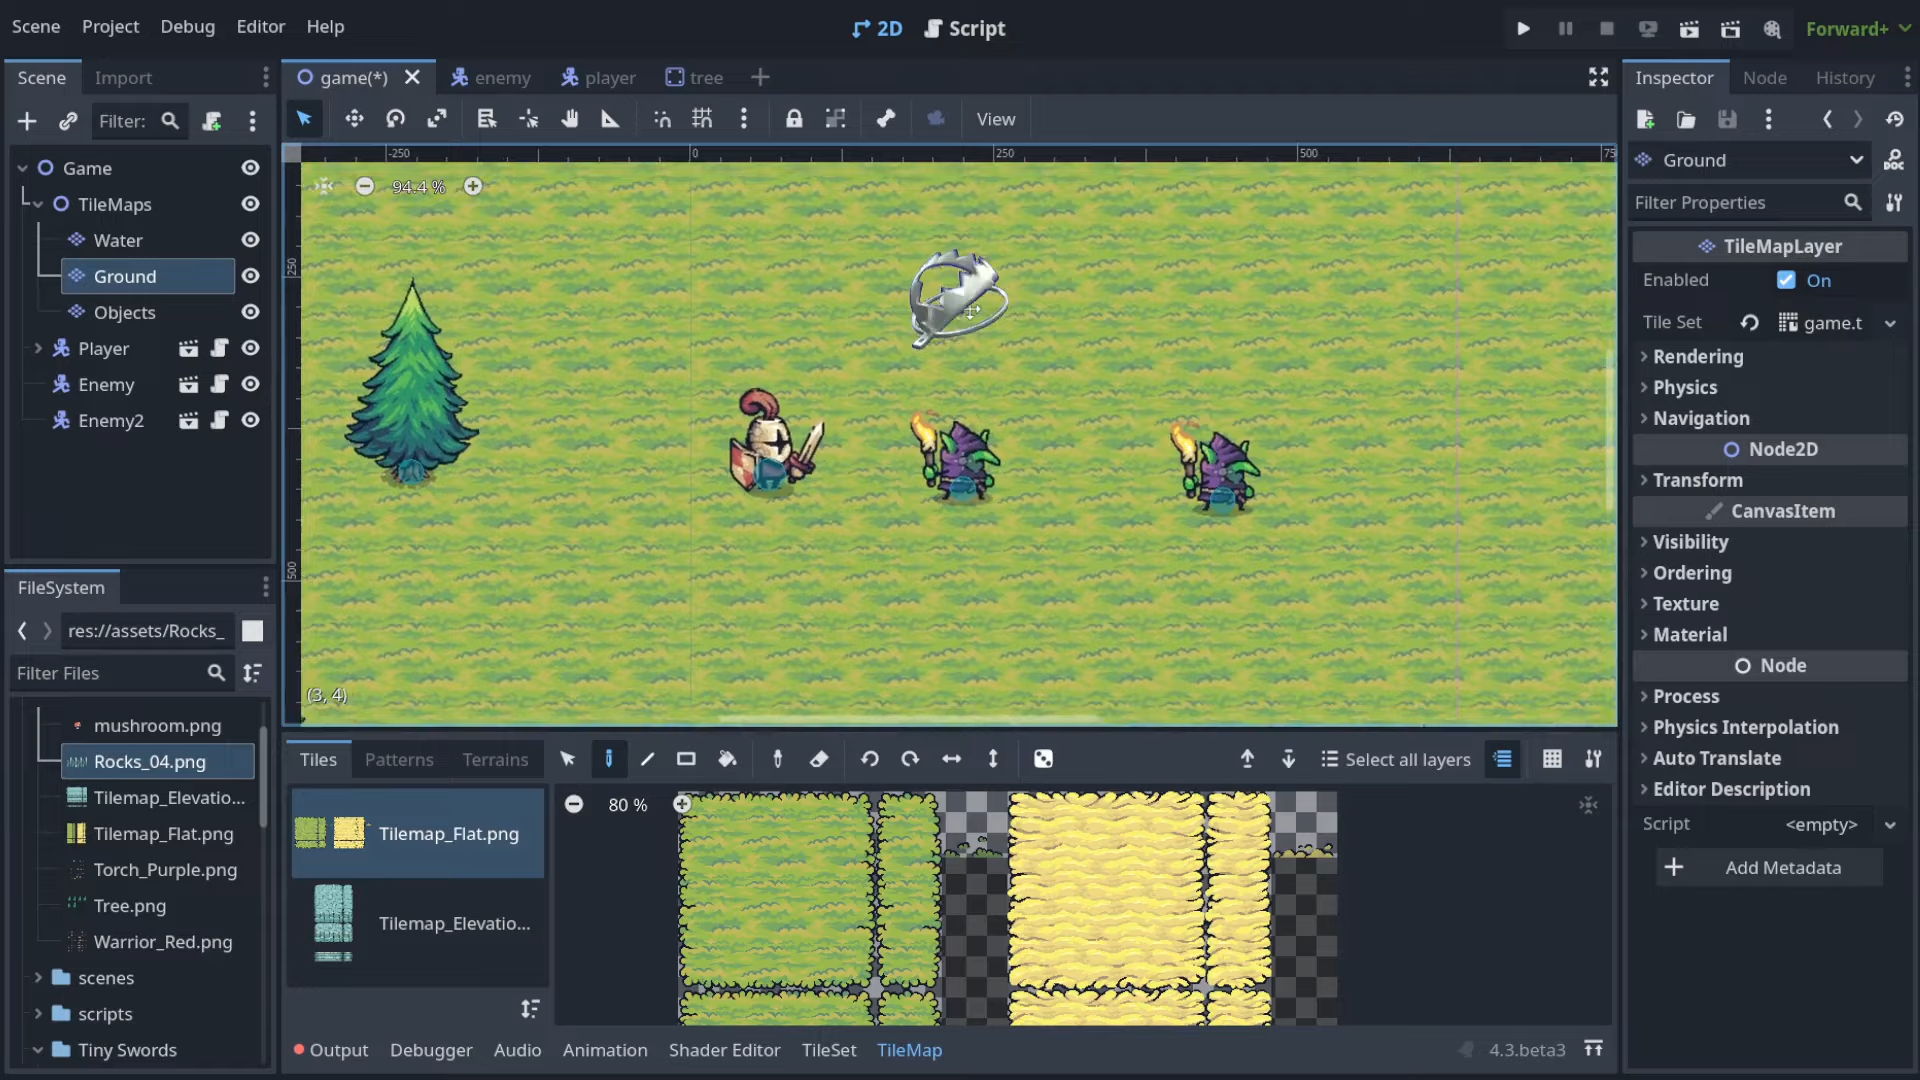 Scene Project Debug Editor Help
2D Script
Forward+
Scene Import
game(*) enemy player tree
Inspector Node History
Filter:
View
Game
TileMaps
Water
Ground
Objects
Player
Enemy
Enemy2
-250 0 250 500 75
250
500
94.4 %
(3, 4)
FileSystem
res://assets/Rocks_
Filter Files
mushroom.png
Rocks_04.png
Tilemap_Elevatio...
Tilemap_Flat.png
Torch_Purple.png
Tree.png
Warrior_Red.png
scenes
scripts
Tiny Swords
Tiles Patterns Terrains
Select all layers
Tilemap_Flat.png
Tilemap_Elevatio...
80 %
Output Debugger Audio Animation Shader Editor TileSet TileMap
4.3.beta3
Ground
DOC
Filter Properties
TileMapLayer
Enabled On
Tile Set game.t
Rendering
Physics
Navigation
Node2D
Transform
CanvasItem
Visibility
Ordering
Texture
Material
Node
Process
Physics Interpolation
Auto Translate
Editor Description
Script <empty>
Add Metadata